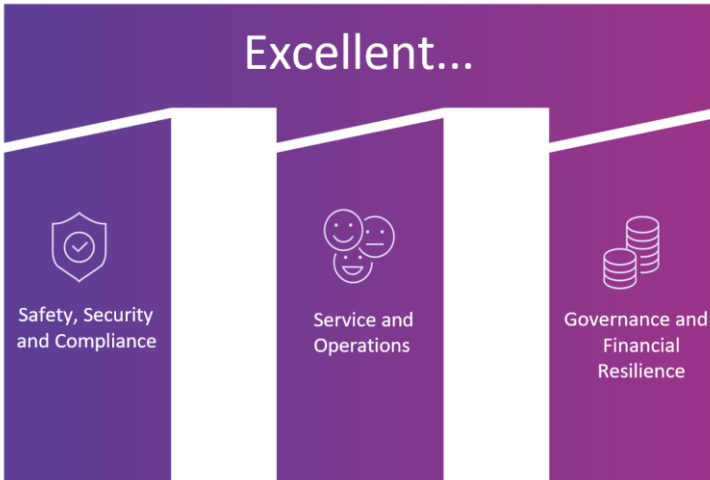 Excellent...
Safety, Security
and Compliance
Service and
Operations
Governance and
Financial
Resilience